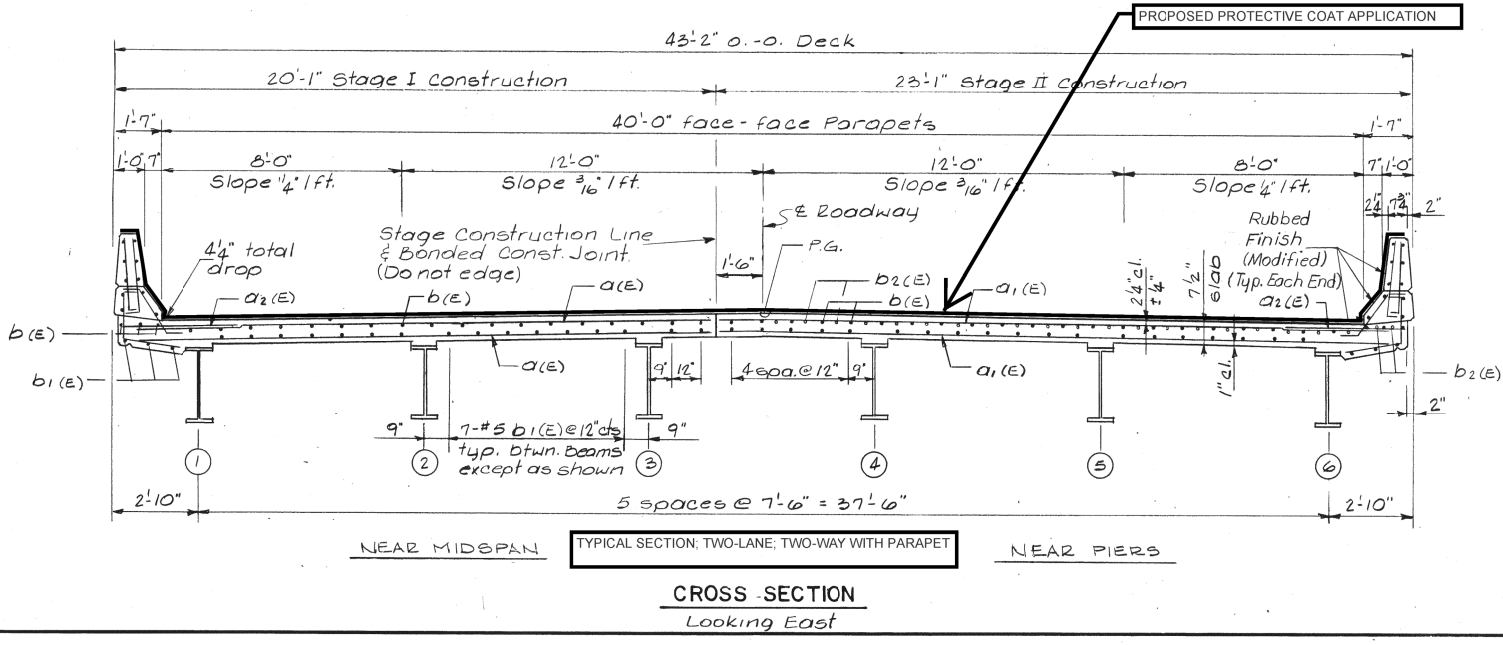 PROPOSED PROTECTIVE COAT APPLICATION
43'-2" o.-o. Deck
20'-1" Stage I Construction
23'-1" Stage II Construction
1'-7"
40'-0" face-face Parapets
1'-7"
1'-0" 7"
8'-0"
Slope 1/4" / ft.
12'-0"
Slope 3/16" / ft.
12'-0"
Slope 3/16" / ft.
8'-0"
Slope 1/4" / ft.
7" 1'-0"
2 1/4" 7 3/4" 2"
℄ Roadway
P.G.
Stage Construction Line
& Bonded Const. Joint.
(Do not edge)
1'-6"
4 1/4" total
drop
Rubbed
Finish
(Modified)
(Typ. Each End)
a2(E)
b(E)
a(E)
b2(E)
b(E)
a1(E)
2 1/4" cl.
± 1/4"
7 1/2"
slab
a2(E)
b(E)
b1(E)
a(E)
9" 12"
4 spa. @ 12" 9"
a1(E)
1" cl.
b2(E)
2"
9"
7-#5 b1(E) @ 12" cts
typ. btwn. beams
except as shown
9"
1 2 3 4 5 6
2'-10"
5 spaces @ 7'-6" = 37'-6"
2'-10"
NEAR MIDSPAN
TYPICAL SECTION; TWO-LANE; TWO-WAY WITH PARAPET
NEAR PIERS
CROSS SECTION
Looking East